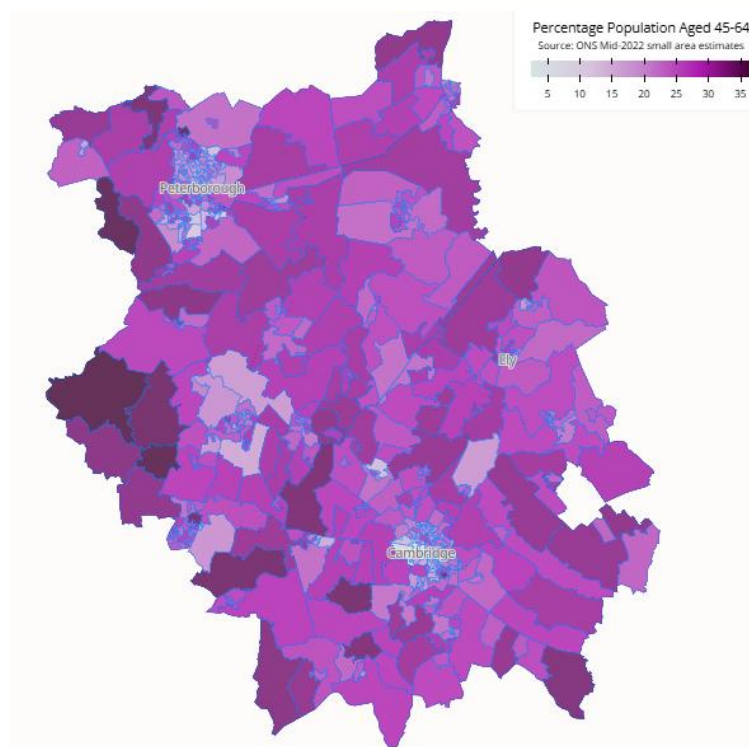 Percentage Population Aged 45-64
Source: ONS Mid-2022 small area estimates
5 10 15 20 25 30 35
Peterborough
Ely
Cambridge